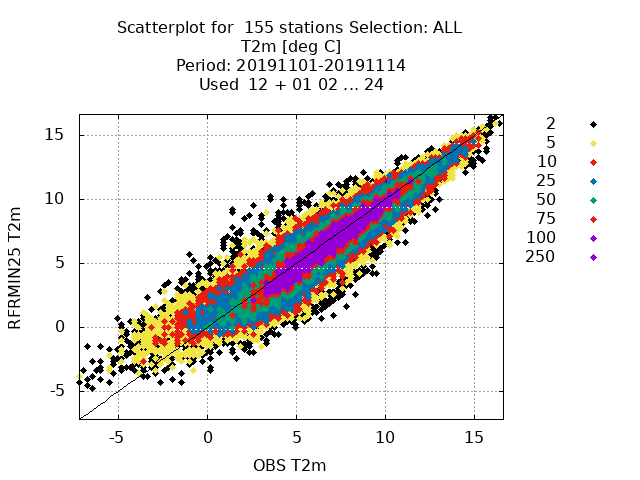 Scatterplot for  155 stations Selection: ALL
T2m [deg C]
Period: 20191101-20191114
Used  12 + 01 02 ... 24
2
5
10
25
50
75
100
250
15
10
5
0
-5
RFRMIN25 T2m
-5 0 5 10 15
OBS T2m